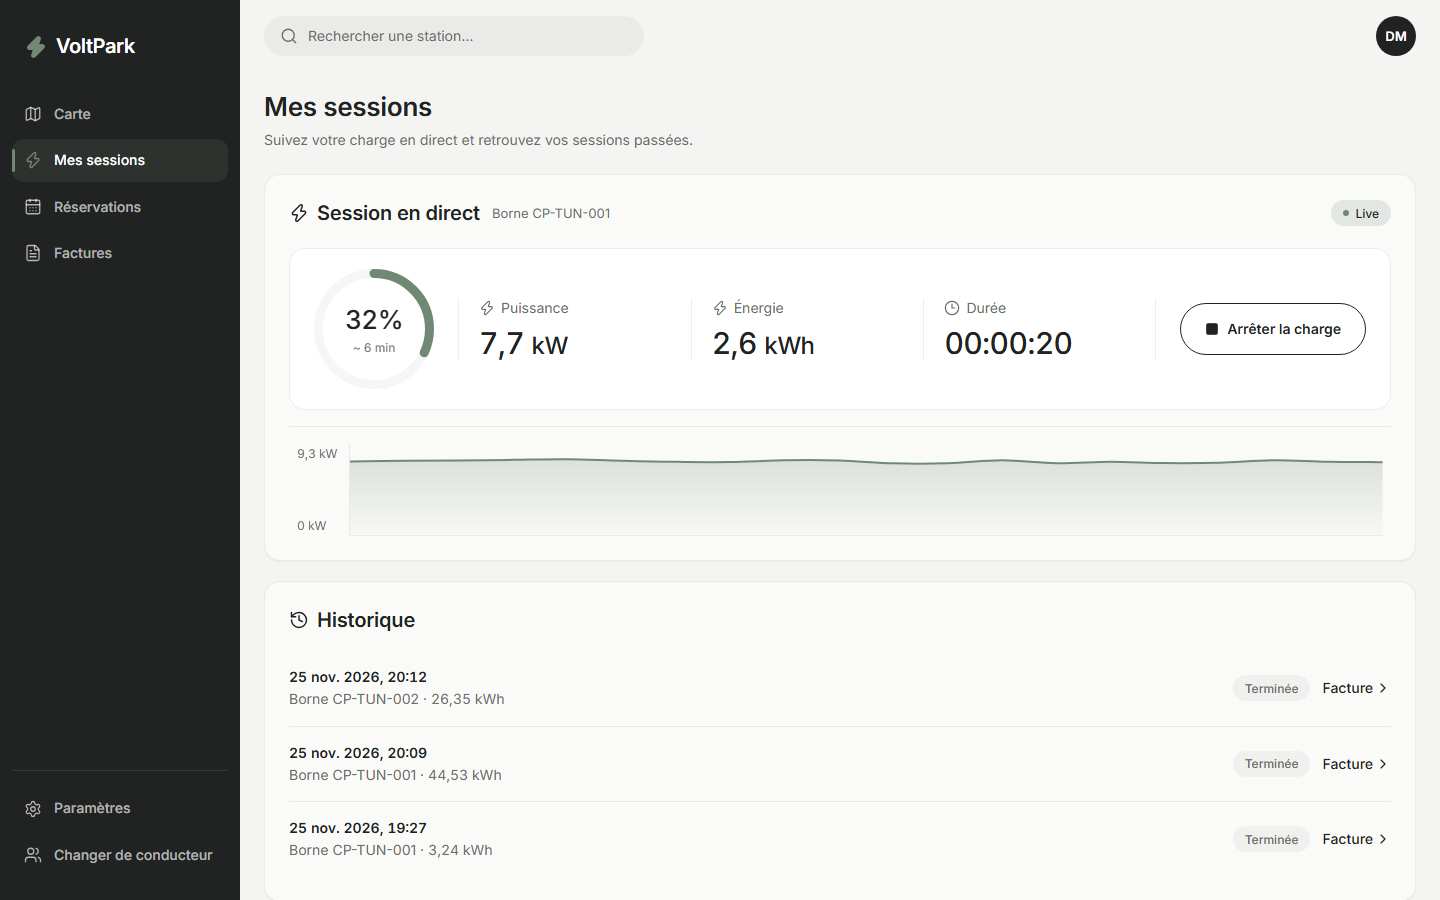 VoltPark
Carte
Mes sessions
Réservations
Factures
Paramètres
Changer de conducteur
Rechercher une station...
DM
Mes sessions
Suivez votre charge en direct et retrouvez vos sessions passées.
Session en direct Borne CP-TUN-001
Live
32%
~ 6 min
Puissance
7,7 kW
Énergie
2,6 kWh
Durée
00:00:20
Arrêter la charge
9,3 kW
0 kW
Historique
25 nov. 2026, 20:12
Borne CP-TUN-002 · 26,35 kWh
Terminée
Facture
25 nov. 2026, 20:09
Borne CP-TUN-001 · 44,53 kWh
Terminée
Facture
25 nov. 2026, 19:27
Borne CP-TUN-001 · 3,24 kWh
Terminée
Facture